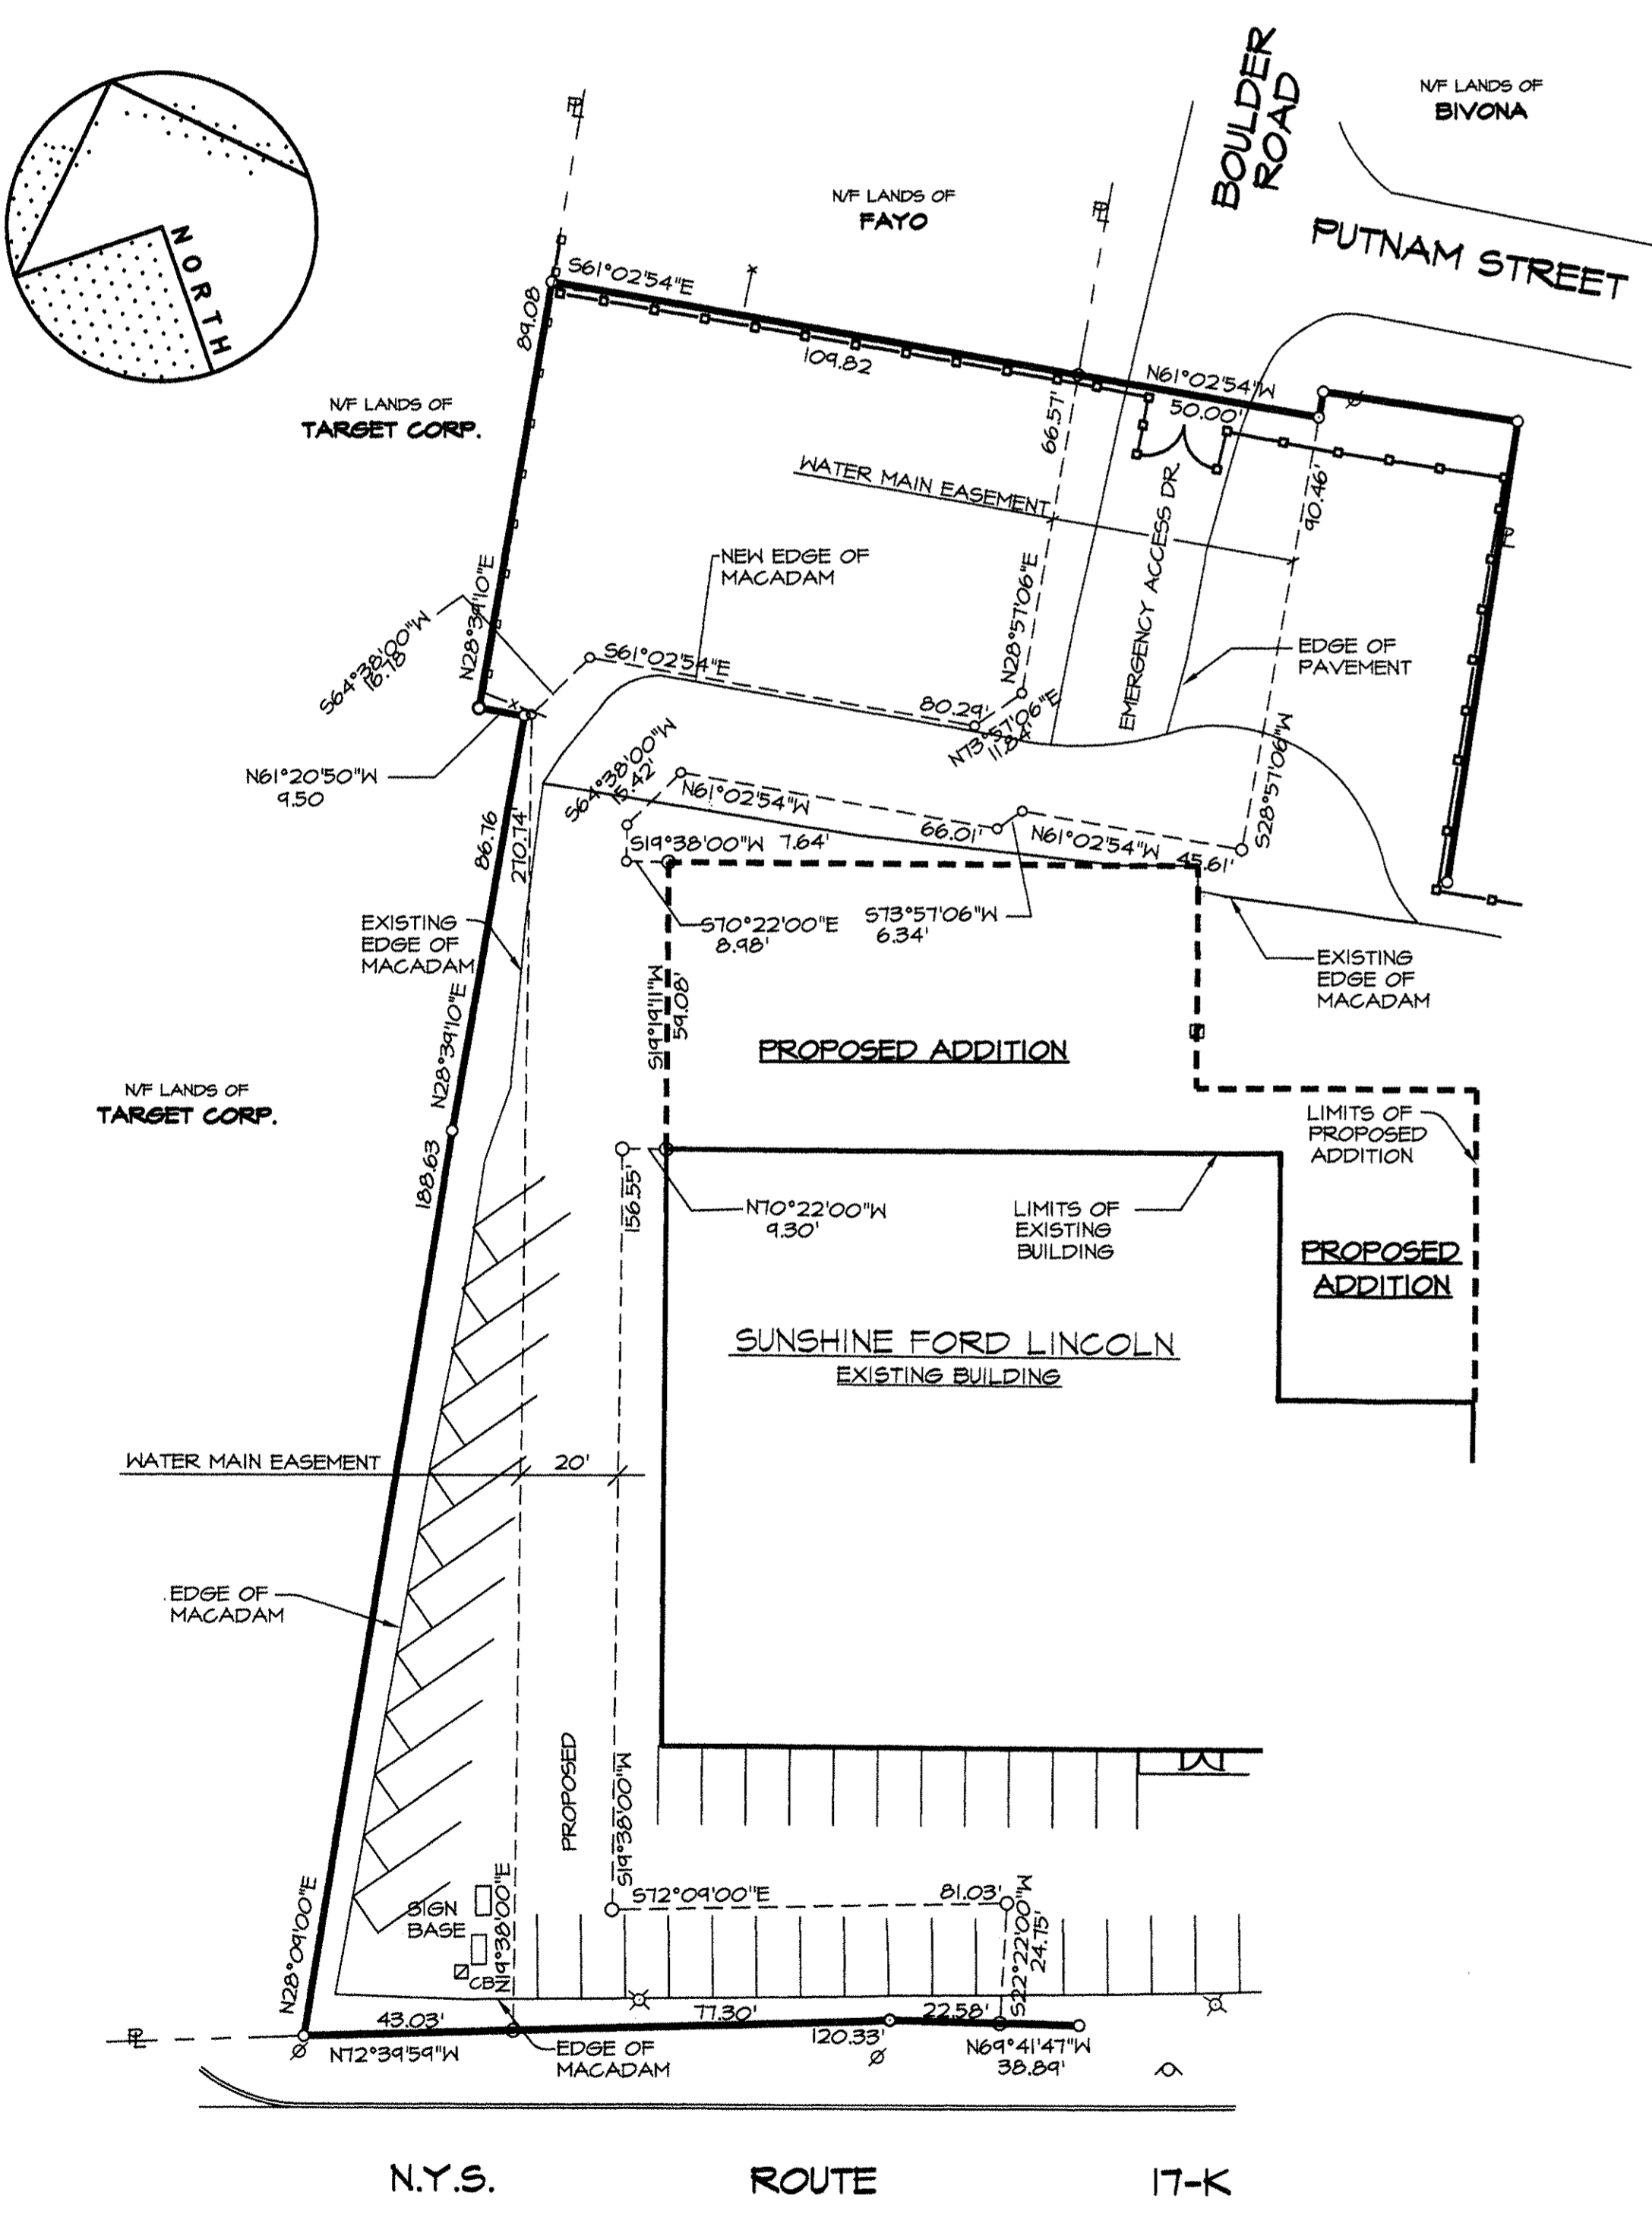 NORTH
BOULDER
ROAD
N/F LANDS OF
BIVONA
N/F LANDS OF
FAYO
PUTNAM STREET
S61°02'54"E
89.08
109.82
N61°02'54"W
50.00'
66.57'
N/F LANDS OF
TARGET CORP.
WATER MAIN EASEMENT
90.46'
EMERGENCY ACCESS DR.
NEW EDGE OF
MACADAM
N28°39'10"E
S64°38'00"W
16.78
S61°02'54"E
N28°57'06"E
EDGE OF
PAVEMENT
80.29'
N73°57'06"E
11.84'
S28°57'06"W
N61°20'50"W
9.50
S64°38'00"W
15.42'
N61°02'54"W
66.01'
N61°02'54"W
45.61'
86.76
210.74'
S19°38'00"W 7.64'
S70°22'00"E
8.98'
S73°57'06"W
6.34'
EXISTING
EDGE OF
MACADAM
EXISTING
EDGE OF
MACADAM
S19°19'11"W
59.08'
PROPOSED ADDITION
N28°39'10"E
N/F LANDS OF
TARGET CORP.
LIMITS OF
PROPOSED
ADDITION
188.63
156.55'
N70°22'00"W
9.30'
LIMITS OF
EXISTING
BUILDING
PROPOSED
ADDITION
SUNSHINE FORD LINCOLN
EXISTING BUILDING
WATER MAIN EASEMENT
20'
EDGE OF
MACADAM
PROPOSED
S19°38'00"W
N28°09'00"E
SIGN
BASE
N19°38'00"E
S72°09'00"E
81.03'
S22°22'00"W
24.75'
CB
43.03'
77.30'
22.58'
N72°39'59"W
EDGE OF
MACADAM
120.33'
N69°41'47"W
38.89'
N.Y.S. ROUTE 17-K